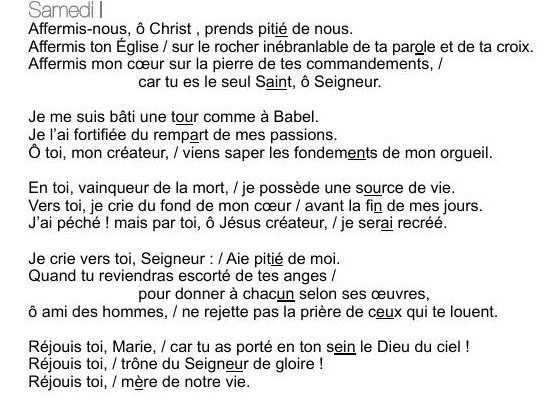 Samedi I
Affermis-nous, ô Christ , prends pitié de nous.
Affermis ton Église / sur le rocher inébranlable de ta parole et de ta croix.
Affermis mon cœur sur la pierre de tes commandements, /
car tu es le seul Saint, ô Seigneur.
Je me suis bâti une tour comme à Babel.
Je l'ai fortifiée du rempart de mes passions.
Ô toi, mon créateur, / viens saper les fondements de mon orgueil.
En toi, vainqueur de la mort, / je possède une source de vie.
Vers toi, je crie du fond de mon cœur / avant la fin de mes jours.
J'ai péché ! mais par toi, ô Jésus créateur, / je serai recréé.
Je crie vers toi, Seigneur : / Aie pitié de moi.
Quand tu reviendras escorté de tes anges /
pour donner à chacun selon ses œuvres,
ô ami des hommes, / ne rejette pas la prière de ceux qui te louent.
Réjouis toi, Marie, / car tu as porté en ton sein le Dieu du ciel !
Réjouis toi, / trône du Seigneur de gloire !
Réjouis toi, / mère de notre vie.